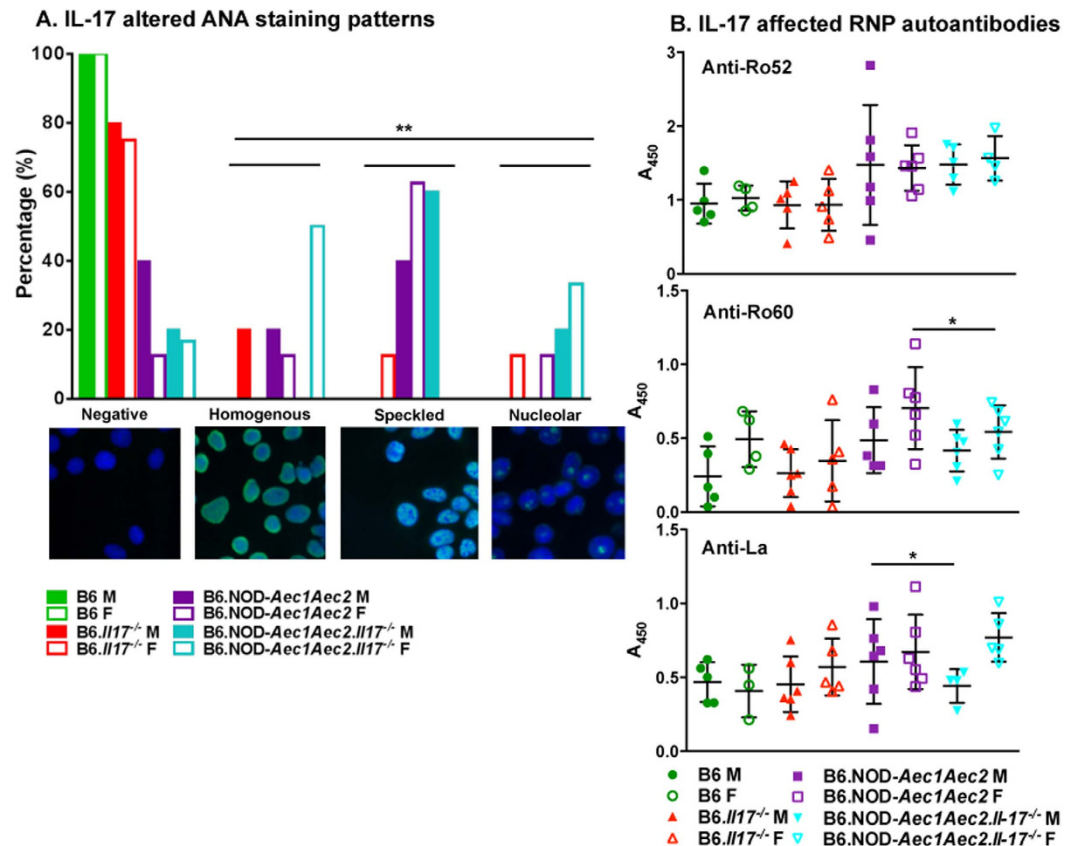 A. IL-17 altered ANA staining patterns
Percentage (%)
100
80
60
40
20
0
**
Negative Homogenous Speckled Nucleolar
B6 M
B6 F
B6.Il17-/- M
B6.Il17-/- F
B6.NOD-Aec1Aec2 M
B6.NOD-Aec1Aec2 F
B6.NOD-Aec1Aec2.Il17-/- M
B6.NOD-Aec1Aec2.Il17-/- F
B. IL-17 affected RNP autoantibodies
Anti-Ro52
A450
3
2
1
0
Anti-Ro60
A450
1.5
1.0
0.5
0.0
*
Anti-La
A450
1.5
1.0
0.5
0.0
*
B6 M
B6 F
B6.Il17-/- M
B6.Il17-/- F
B6.NOD-Aec1Aec2 M
B6.NOD-Aec1Aec2 F
B6.NOD-Aec1Aec2.Il-17-/- M
B6.NOD-Aec1Aec2.Il-17-/- F